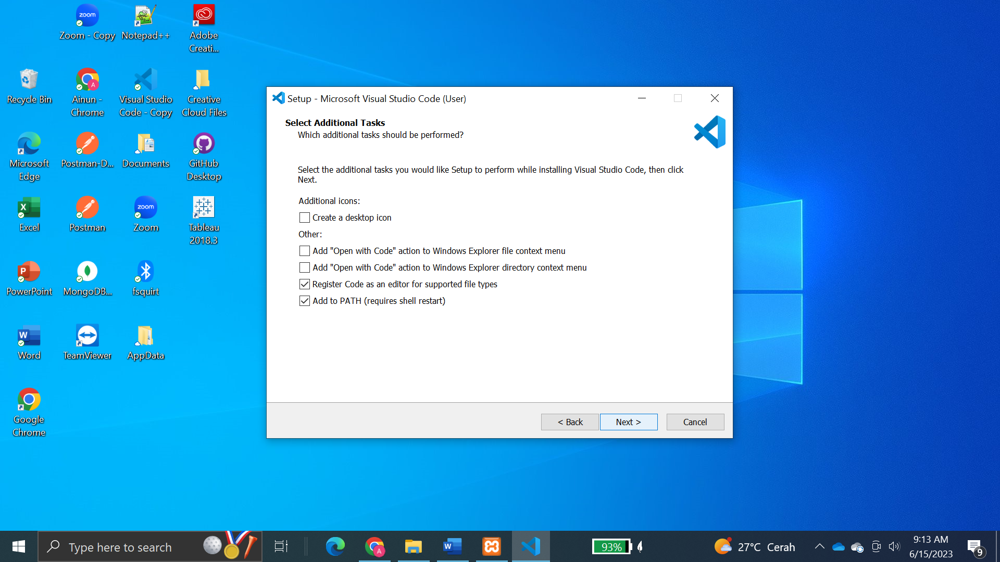 Zoom - Copy
Notepad++
Adobe
Creati...
Recycle Bin
Ainun -
Chrome
Visual Studio
Code - Copy
Creative
Cloud Files
Microsoft
Edge
Postman-D...
Documents
GitHub
Desktop
Excel
Postman
Zoom
Tableau
2018.3
PowerPoint
MongoDB...
fsquirt
Word
TeamViewer
AppData
Google
Chrome
Setup - Microsoft Visual Studio Code (User)
Select Additional Tasks
Which additional tasks should be performed?
Select the additional tasks you would like Setup to perform while installing Visual Studio Code, then click
Next.
Additional icons:
Create a desktop icon
Other:
Add "Open with Code" action to Windows Explorer file context menu
Add "Open with Code" action to Windows Explorer directory context menu
Register Code as an editor for supported file types
Add to PATH (requires shell restart)
< Back
Next >
Cancel
Type here to search
93%
27°C Cerah
9:13 AM
6/15/2023
9